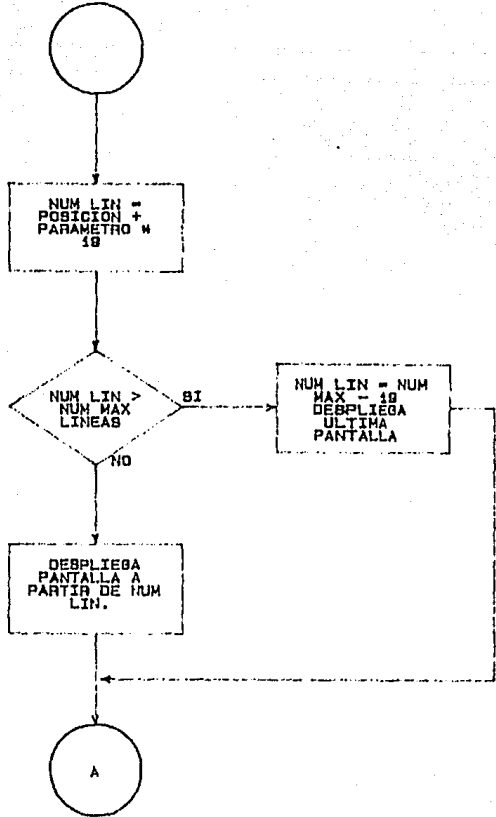 NUM LIN =
POSICION +
PARAMETRO *
19
NUM LIN >
NUM MAX
LINEAS
SI
NUM LIN = NUM
MAX - 19
DESPLIEGA
ULTIMA
PANTALLA
NO
DESPLIEGA
PANTALLA A
PARTIR DE NUM
LIN.
A